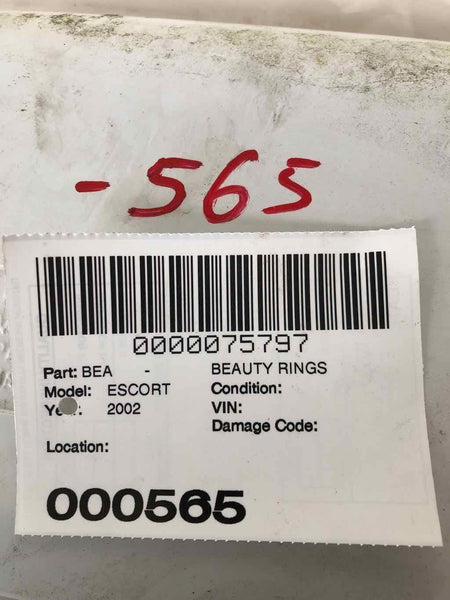 -565
0000075797
Part: BEA - BEAUTY RINGS
Model: ESCORT Condition:
2002 VIN:
Damage Code:
Location:
000565